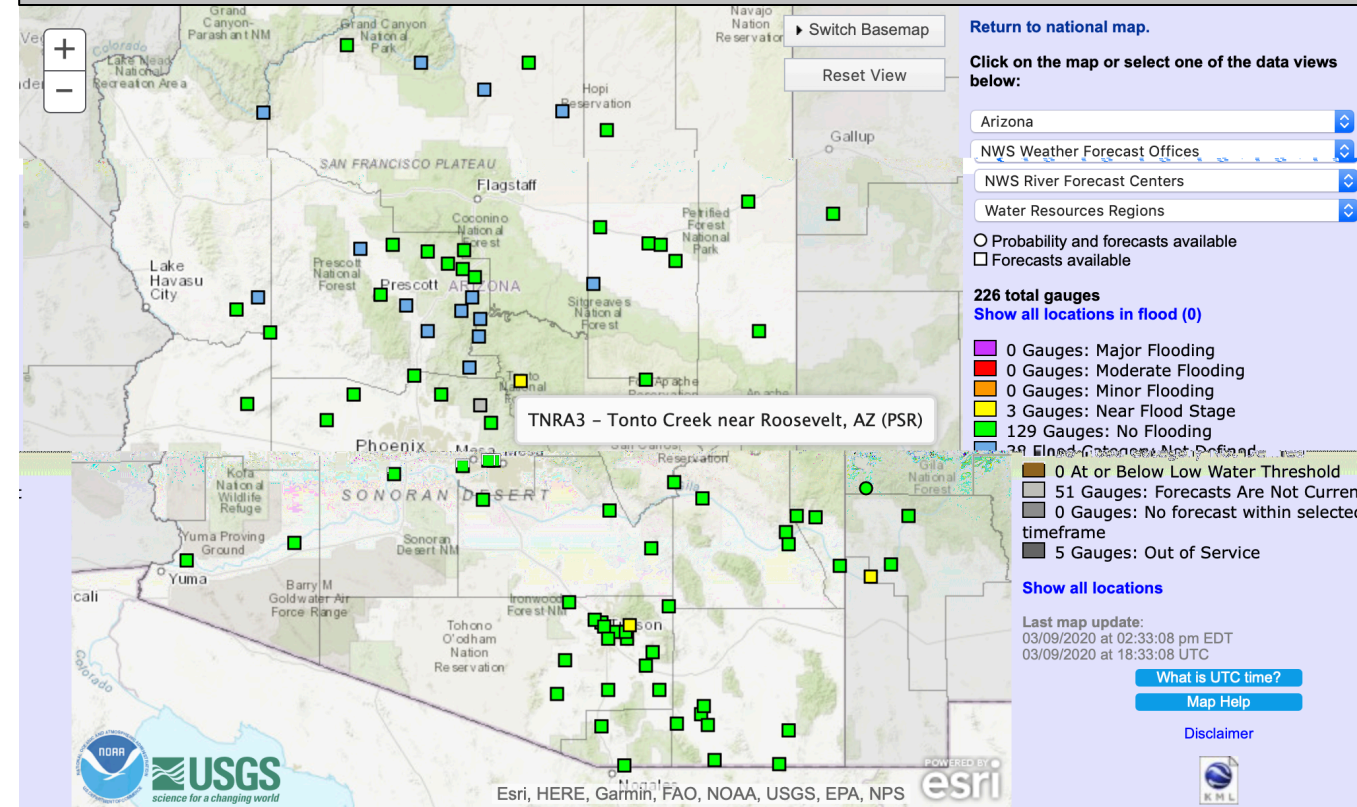 Grand
Canyon-
Parashant NM
Grand Canyon
National
Park
Navajo
Nation
Reservation
Colorado
Lake Mead
National
Recreation Area
Hopi
Reservation
Gallup
+
−
Switch Basemap
Reset View
SAN FRANCISCO PLATEAU
Flagstaff
Coconino
National
Forest
Petrified
Forest
National
Park
Lake
Havasu
City
Prescott
National
Forest
Prescott
ARIZONA
Sitgreaves
National
Forest
Tonto
National
TNRA3 – Tonto Creek near Roosevelt, AZ (PSR)
Phoenix
Reservation
Kofa
National
Wildlife
Refuge
SONORAN DESERT
Gila
National
Forest
Yuma Proving
Ground
Sonoran
Desert NM
Yuma
cali
Barry M
Goldwater Air
Force Range
Ironwood
Forest NM
Tohono
O'odham
Nation
Reservation
Colorado
NOAA
USGS
science for a changing world
Esri, HERE, Garmin, FAO, NOAA, USGS, EPA, NPS
POWERED BY
esri
Return to national map.
Click on the map or select one of the data views
below:
Arizona
NWS Weather Forecast Offices
NWS River Forecast Centers
Water Resources Regions
Probability and forecasts available
Forecasts available
226 total gauges
Show all locations in flood (0)
0 Gauges: Major Flooding
0 Gauges: Moderate Flooding
0 Gauges: Minor Flooding
3 Gauges: Near Flood Stage
129 Gauges: No Flooding
0 At or Below Low Water Threshold
51 Gauges: Forecasts Are Not Curren
0 Gauges: No forecast within selected
timeframe
5 Gauges: Out of Service
Show all locations
Last map update:
03/09/2020 at 02:33:08 pm EDT
03/09/2020 at 18:33:08 UTC
What is UTC time?
Map Help
Disclaimer
KML